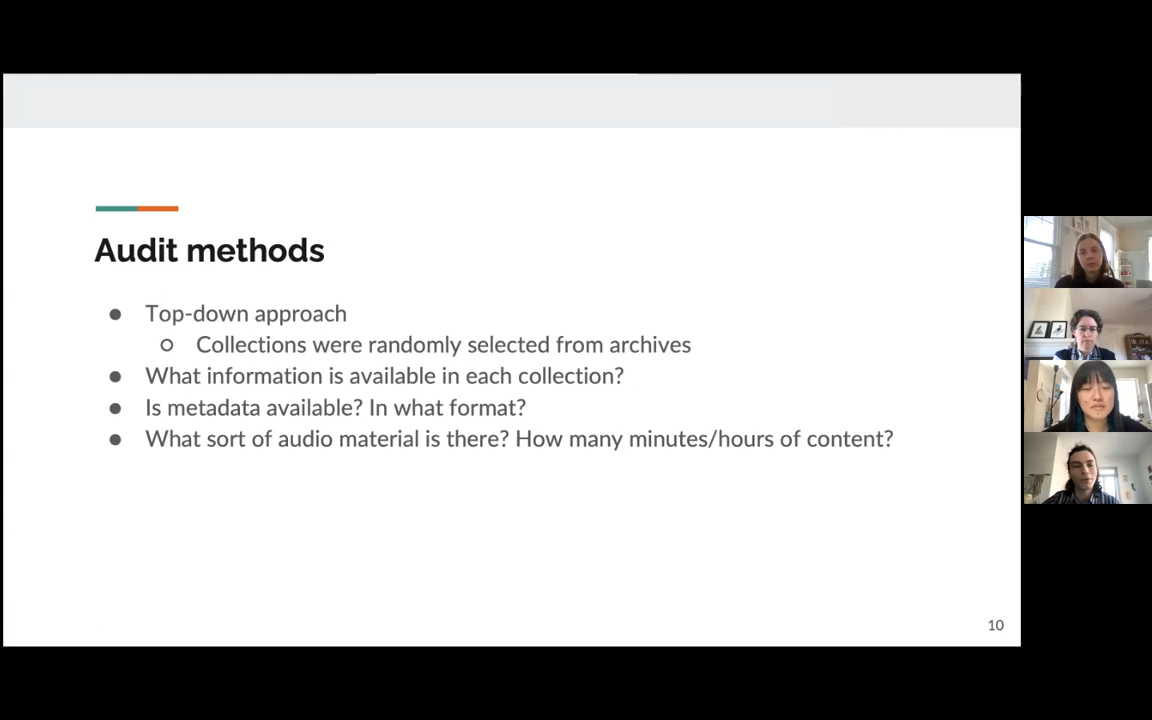 Audit methods
● Top-down approach
○ Collections were randomly selected from archives
● What information is available in each collection?
● Is metadata available? In what format?
● What sort of audio material is there? How many minutes/hours of content?
10